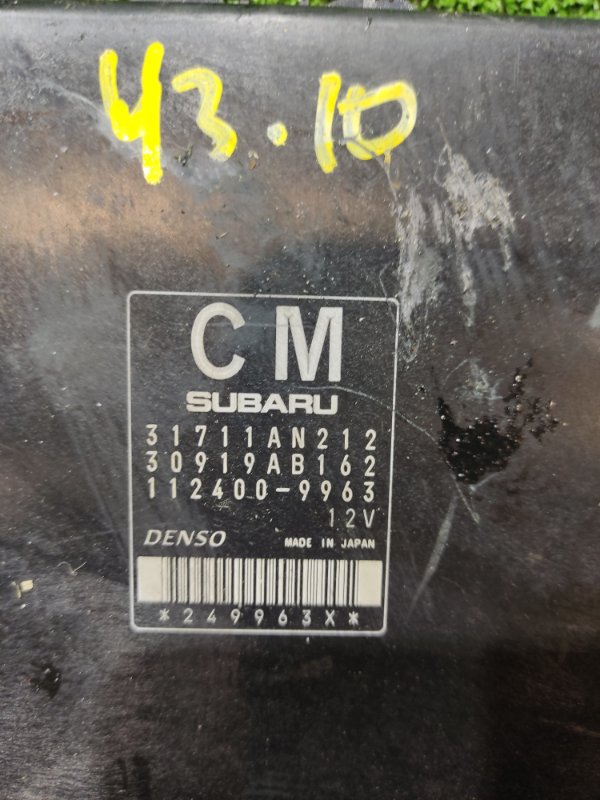 43.10
CM
SUBARU
31711AN212
30919AB162
112400-9963
12V
DENSO MADE IN JAPAN
*249963X*